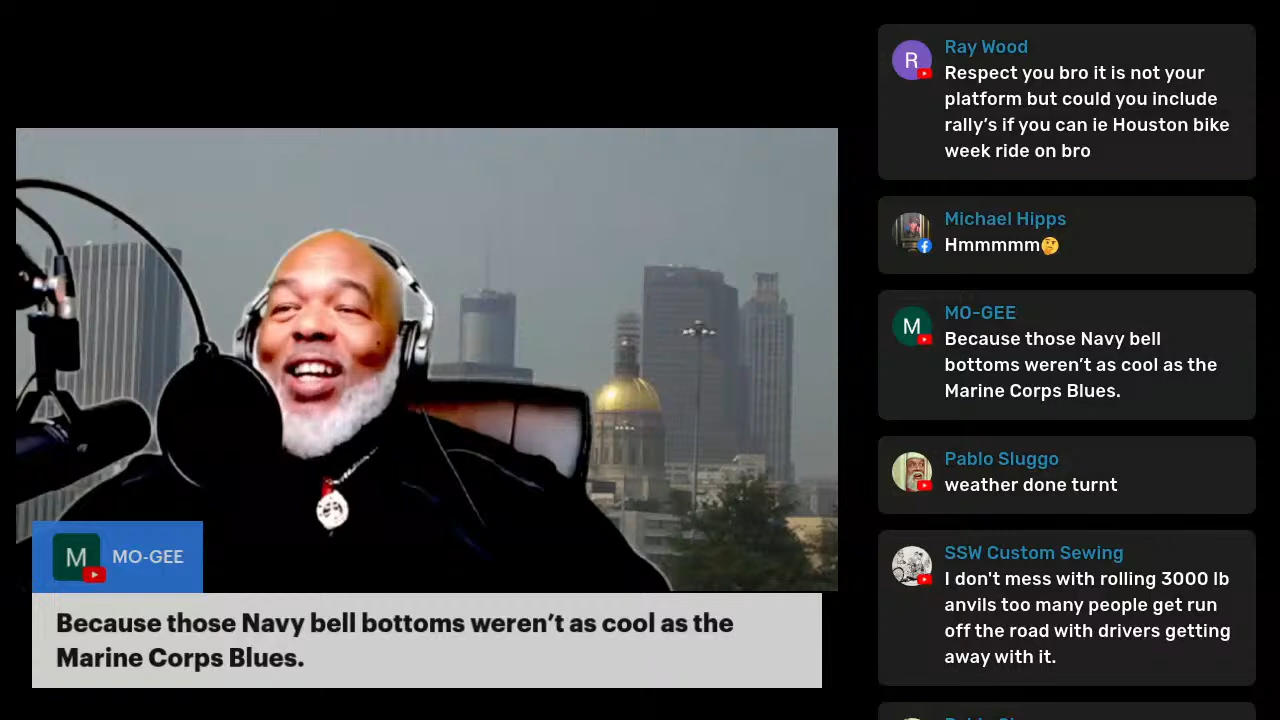 R
Ray Wood
Respect you bro it is not your
platform but could you include
rally’s if you can ie Houston bike
week ride on bro
Michael Hipps
Hmmmmm🤔
M
MO-GEE
Because those Navy bell
bottoms weren’t as cool as the
Marine Corps Blues.
Pablo Sluggo
weather done turnt
SSW Custom Sewing
I don't mess with rolling 3000 lb
anvils too many people get run
off the road with drivers getting
away with it.
M
MO-GEE
Because those Navy bell bottoms weren’t as cool as the
Marine Corps Blues.